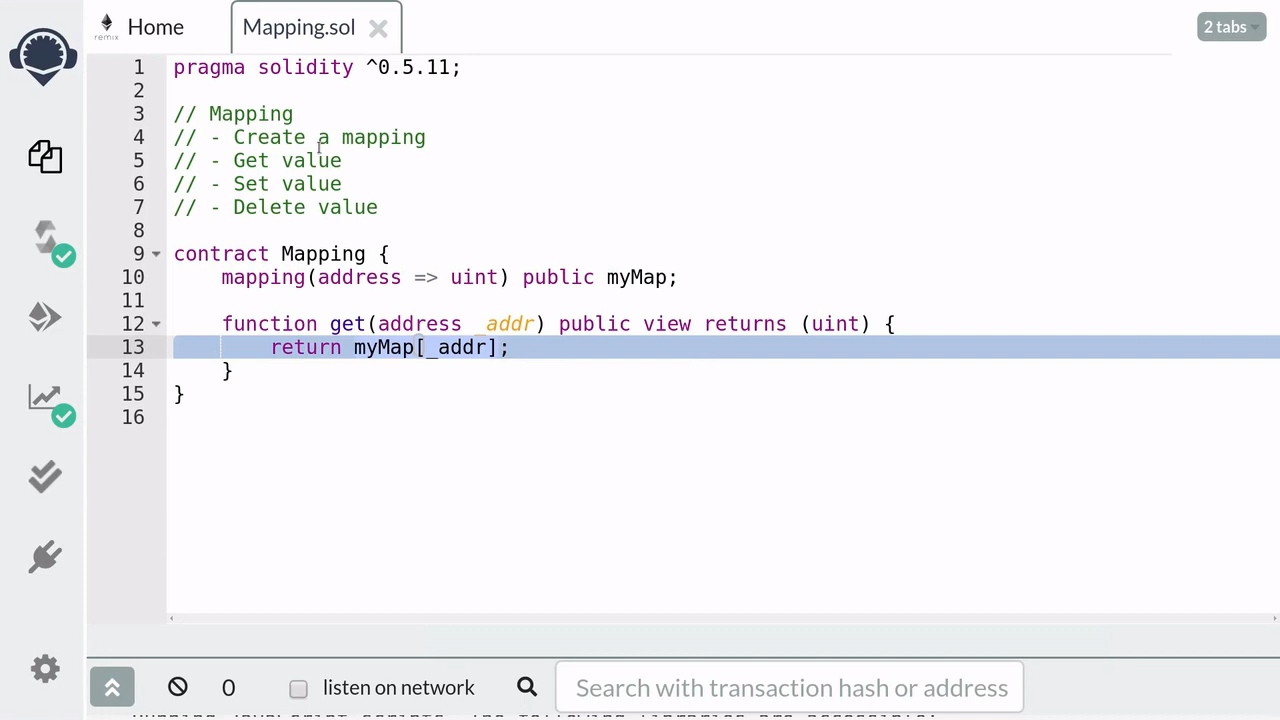 Home
remix
Mapping.sol
2 tabs
1 pragma solidity ^0.5.11;
2
3 // Mapping
4 // - Create a mapping
5 // - Get value
6 // - Set value
7 // - Delete value
8
9 contract Mapping {
10 mapping(address => uint) public myMap;
11
12 function get(address _addr) public view returns (uint) {
13 return myMap[_addr];
14 }
15 }
16
0
listen on network
Search with transaction hash or address